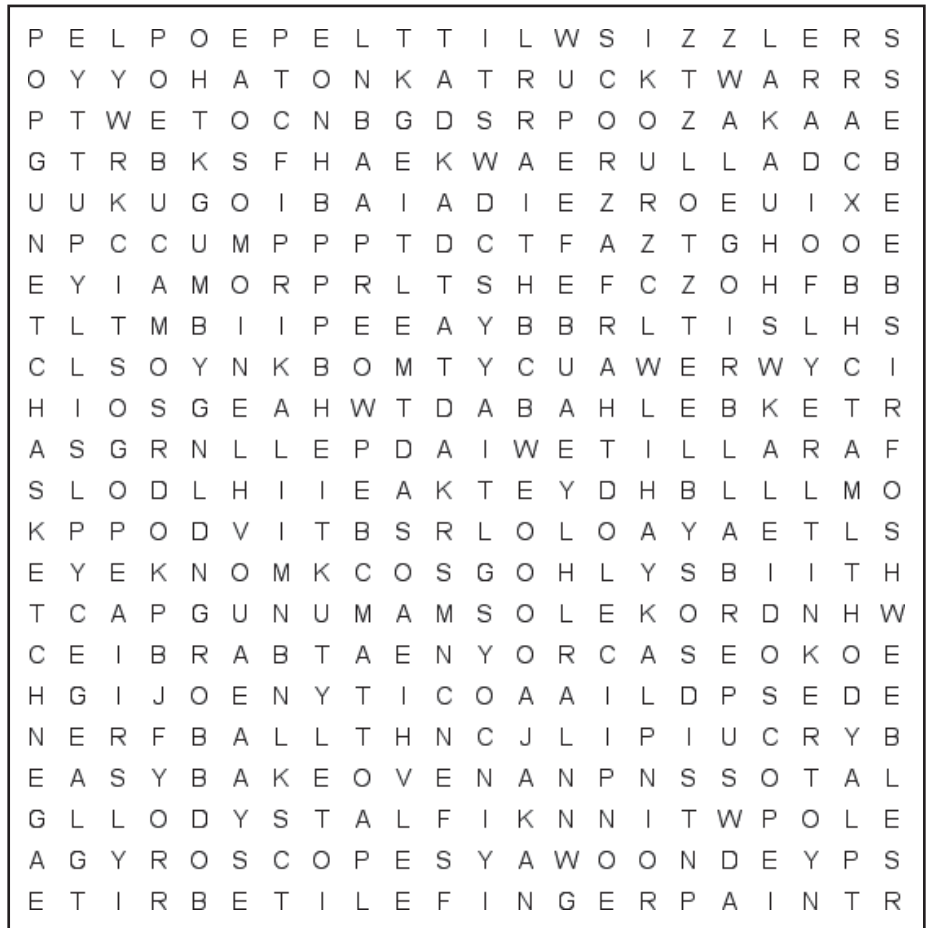 P E L P O E P E L T T I L W S I Z Z L E R S
O Y Y O H A T O N K A T R U C K T W A R R S
P T W E T O C N B G D S R P O O Z A K A A E
G T R B K S F H A E K W A E R U L L A D C B
U U K U G O I B A I A D I E Z R O E U I X E
N P C C U M P P P T D C T F A Z T G H O O E
E Y I A M O R P R L T S H E F C Z O H F B B
T L T M B I I P E E A Y B B R L T I S L H S
C L S O Y N K B O M T Y C U A W E R W Y C I
H I O S G E A H W T D A B A H L E B K E T R
A S G R N L L E P D A I W E T I L L A R A F
S L O D L H I I E A K T E Y D H B L L L M O
K P P O D V I T B S R L O L O A Y A E T L S
E Y E K N O M K C O S G O H L Y S B I I T H
T C A P G U N U M A M S O L E K O R D N H W
C E I B R A B T A E N Y O R C A S E O K O E
H G I J O E N Y T I C O A A I L D P S E D E
N E R F B A L L T H N C J L I P I U C R Y B
E A S Y B A K E O V E N A N P N S S O T A L
G L L O D Y S T A L F I K N N I T W P O L E
A G Y R O S C O P E S Y A W O O N D E Y P S
E T I R B E T I L E F I N G E R P A I N T R